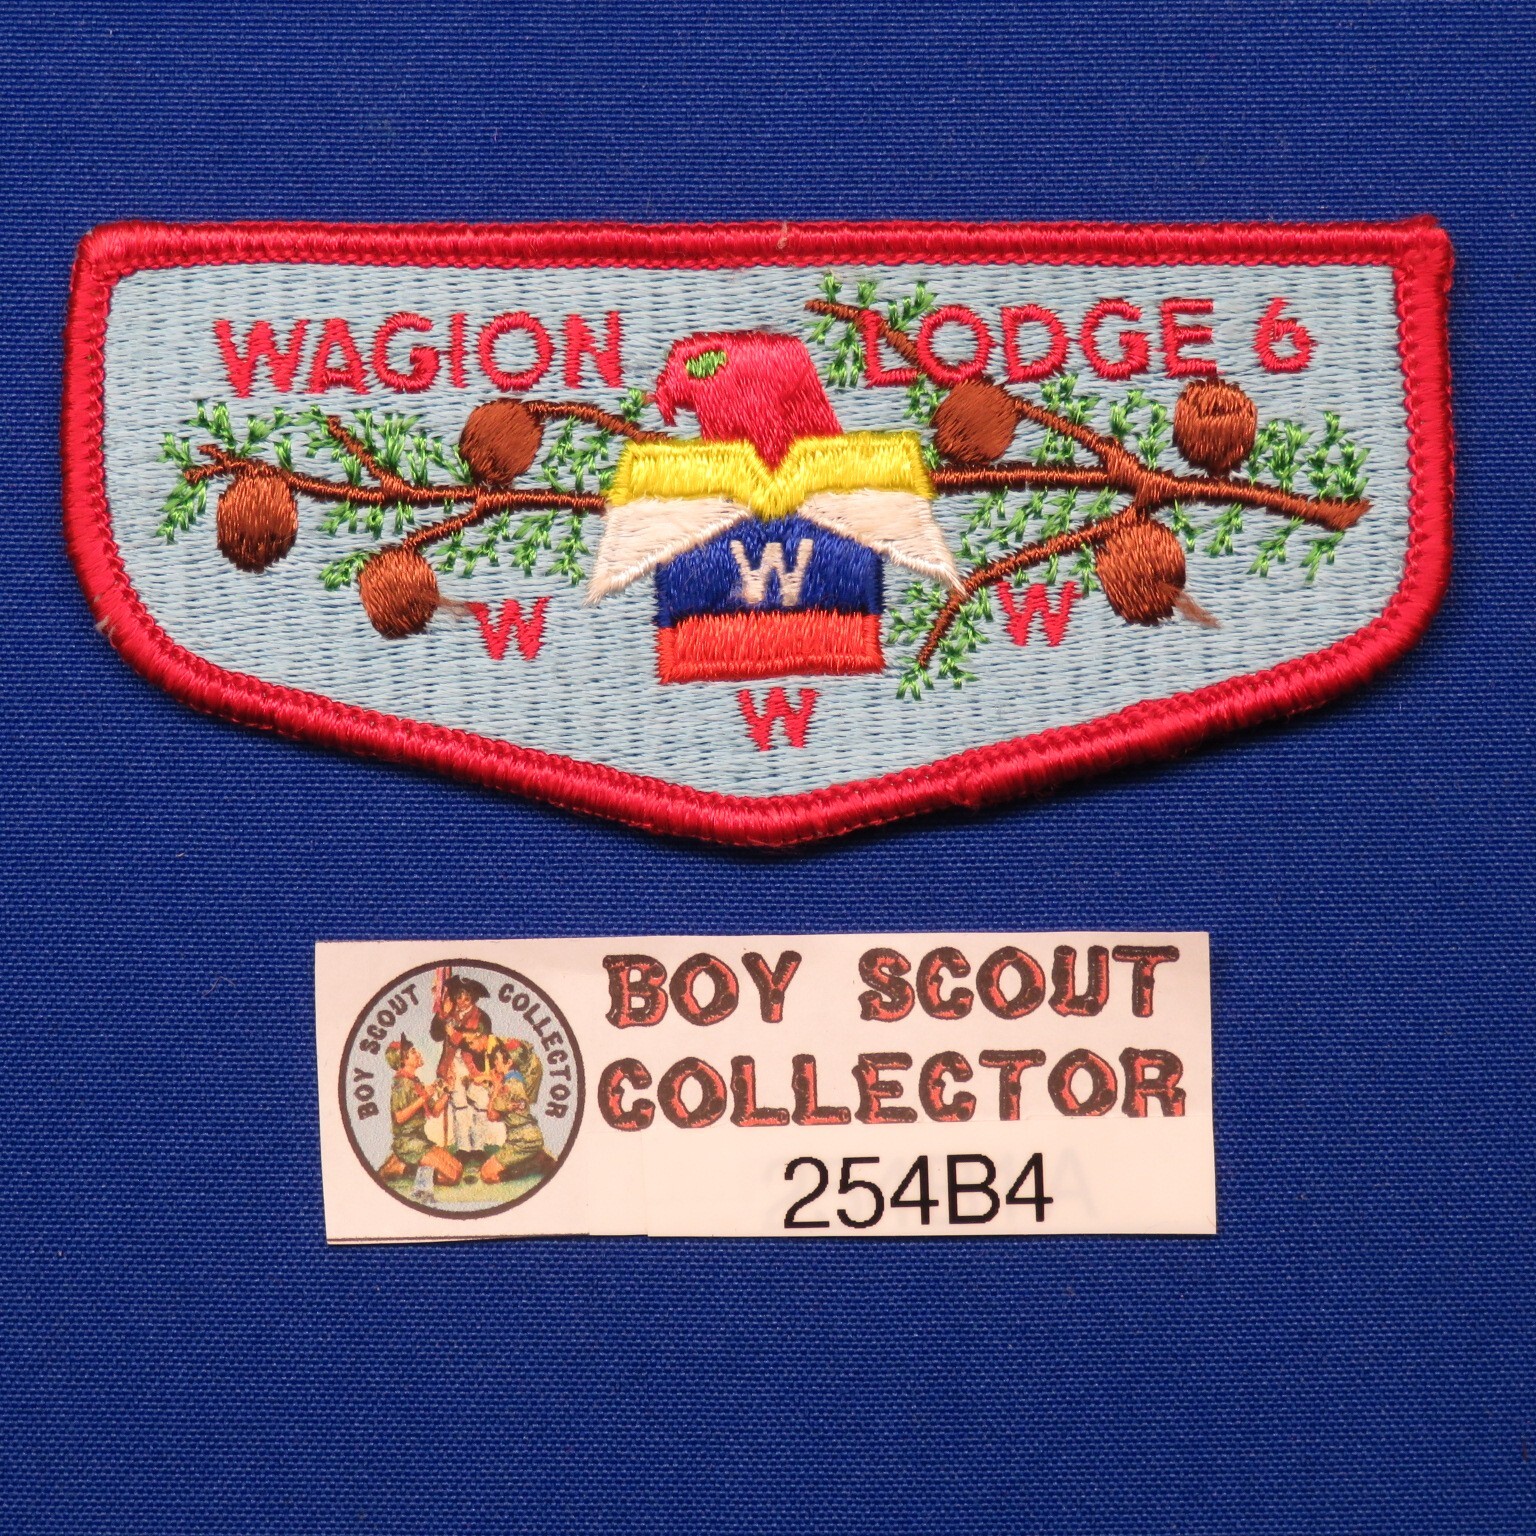 WAGION LODGE 6
W
W W
W
BOY SCOUT COLLECTOR
BOY SCOUT
COLLECTOR
254B4